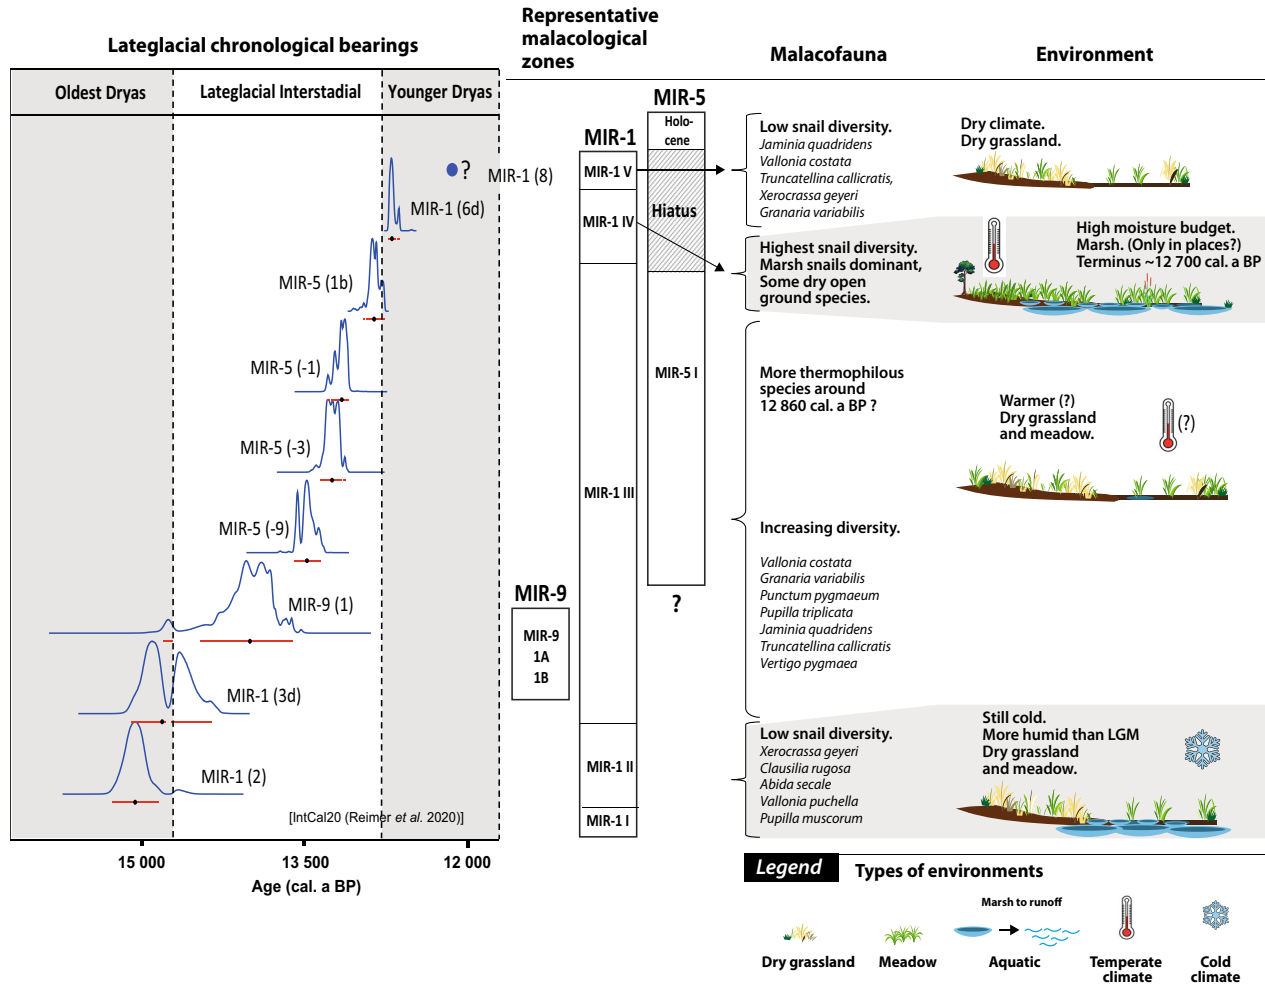 Lateglacial chronological bearings
Oldest Dryas
Lateglacial Interstadial
Younger Dryas
?
MIR-1 (8)
MIR-1 (6d)
MIR-5 (1b)
MIR-5 (-1)
MIR-5 (-3)
MIR-5 (-9)
MIR-9 (1)
MIR-1 (3d)
MIR-1 (2)
[IntCal20 (Reimer et al. 2020)]
15 000
13 500
12 000
Age (cal. a BP)
Representative
malacological
zones
MIR-9
MIR-9
1A
1B
MIR-1
MIR-1 V
MIR-1 IV
MIR-1 III
MIR-1 II
MIR-1 I
MIR-5
Holo-
cene
Hiatus
MIR-5 I
?
Malacofauna
Low snail diversity.
Jaminia quadridens
Vallonia costata
Truncatellina callicratis,
Xerocrassa geyeri
Granaria variabilis
Highest snail diversity.
Marsh snails dominant,
Some dry open
ground species.
More thermophilous
species around
12 860 cal. a BP ?
Increasing diversity.
Vallonia costata
Granaria variabilis
Punctum pygmaeum
Pupilla triplicata
Jaminia quadridens
Truncatellina callicratis
Vertigo pygmaea
Low snail diversity.
Xerocrassa geyeri
Clausilia rugosa
Abida secale
Vallonia puchella
Pupilla muscorum
Environment
Dry climate.
Dry grassland.
High moisture budget.
Marsh. (Only in places?)
Terminus ~12 700 cal. a BP
Warmer (?)
Dry grassland
and meadow.
(?)
Still cold.
More humid than LGM
Dry grassland
and meadow.
Legend
Types of environments
Marsh to runoff
Dry grassland
Meadow
Aquatic
Temperate
climate
Cold
climate